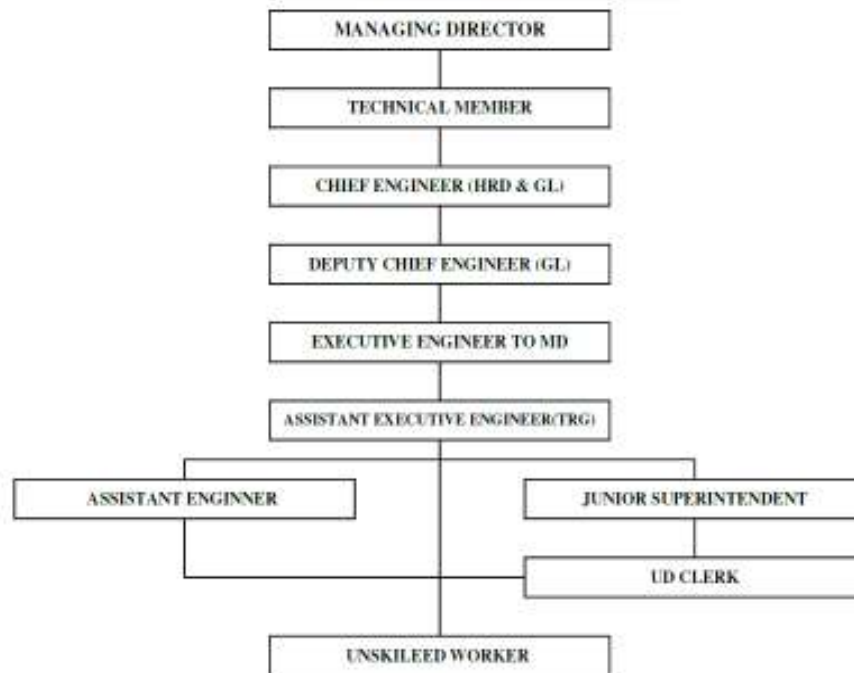 MANAGING DIRECTOR
TECHNICAL MEMBER
CHIEF ENGINEER (HRD & GL)
DEPUTY CHIEF ENGINEER (GL)
EXECUTIVE ENGINEER TO MD
ASSISTANT EXECUTIVE ENGINEER(TRG)
ASSISTANT ENGINNER
JUNIOR SUPERINTENDENT
UD CLERK
UNSKILEED WORKER